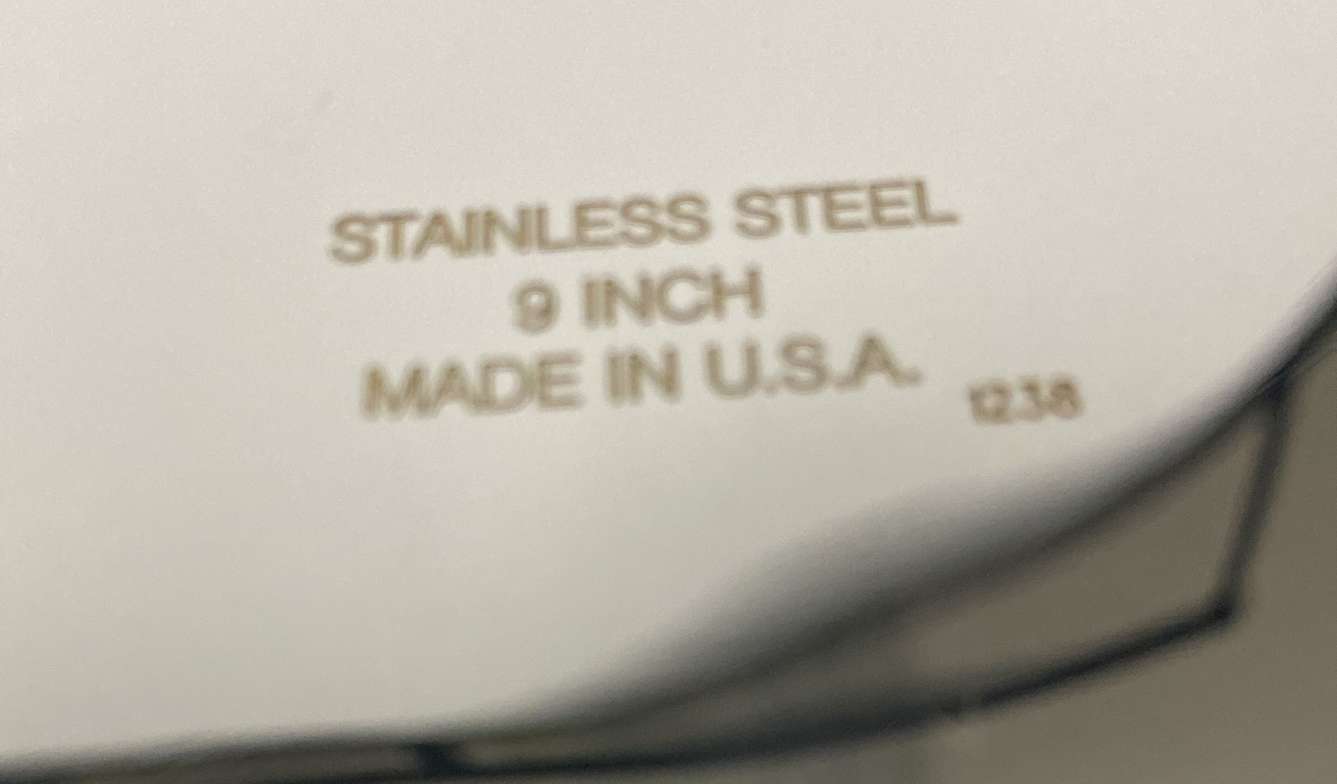 STAINLESS STEEL
9 INCH
MADE IN U.S.A.
1238